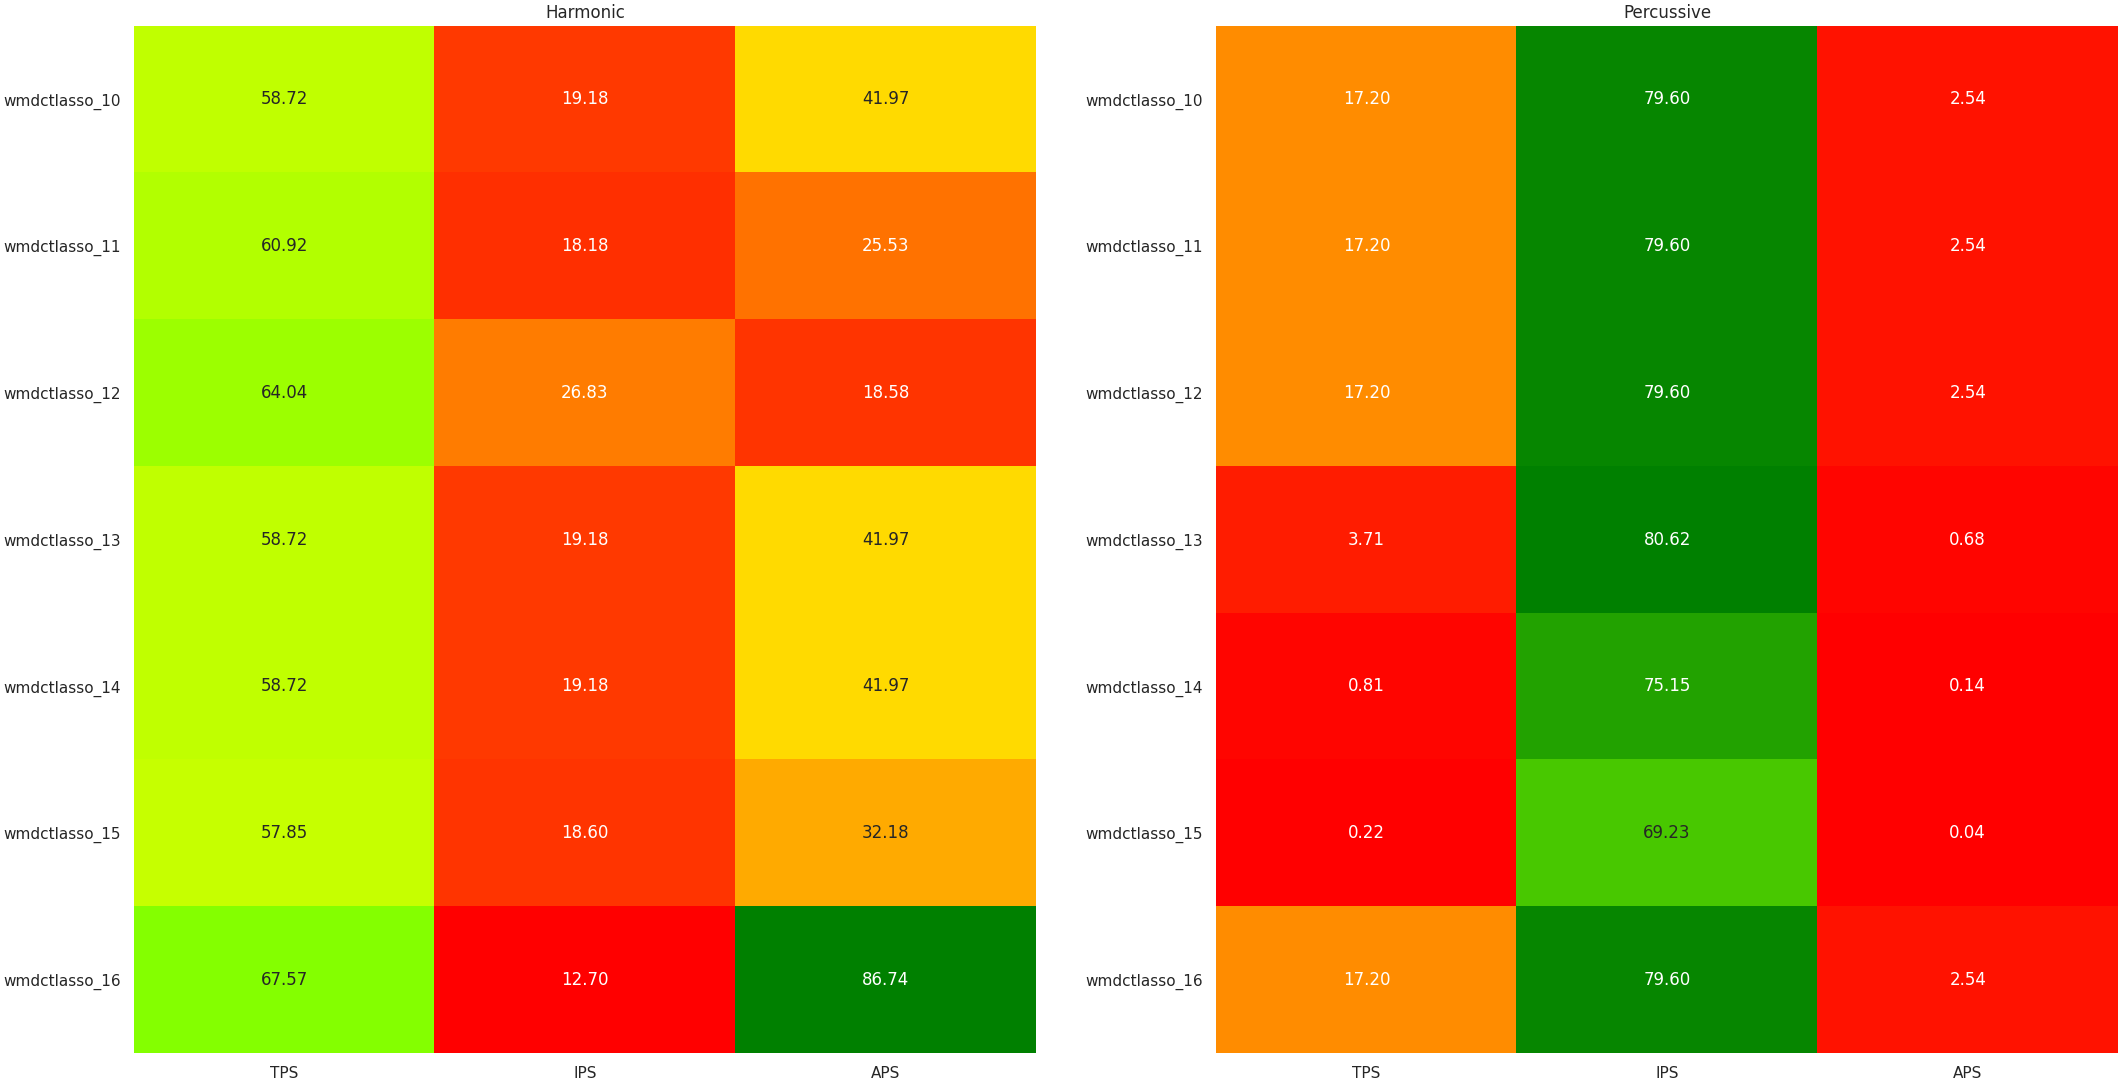 Harmonic
wmdctlasso_10 58.72 19.18 41.97
wmdctlasso_11 60.92 18.18 25.53
wmdctlasso_12 64.04 26.83 18.58
wmdctlasso_13 58.72 19.18 41.97
wmdctlasso_14 58.72 19.18 41.97
wmdctlasso_15 57.85 18.60 32.18
wmdctlasso_16 67.57 12.70 86.74
TPS IPS APS
Percussive
wmdctlasso_10 17.20 79.60 2.54
wmdctlasso_11 17.20 79.60 2.54
wmdctlasso_12 17.20 79.60 2.54
wmdctlasso_13 3.71 80.62 0.68
wmdctlasso_14 0.81 75.15 0.14
wmdctlasso_15 0.22 69.23 0.04
wmdctlasso_16 17.20 79.60 2.54
TPS IPS APS